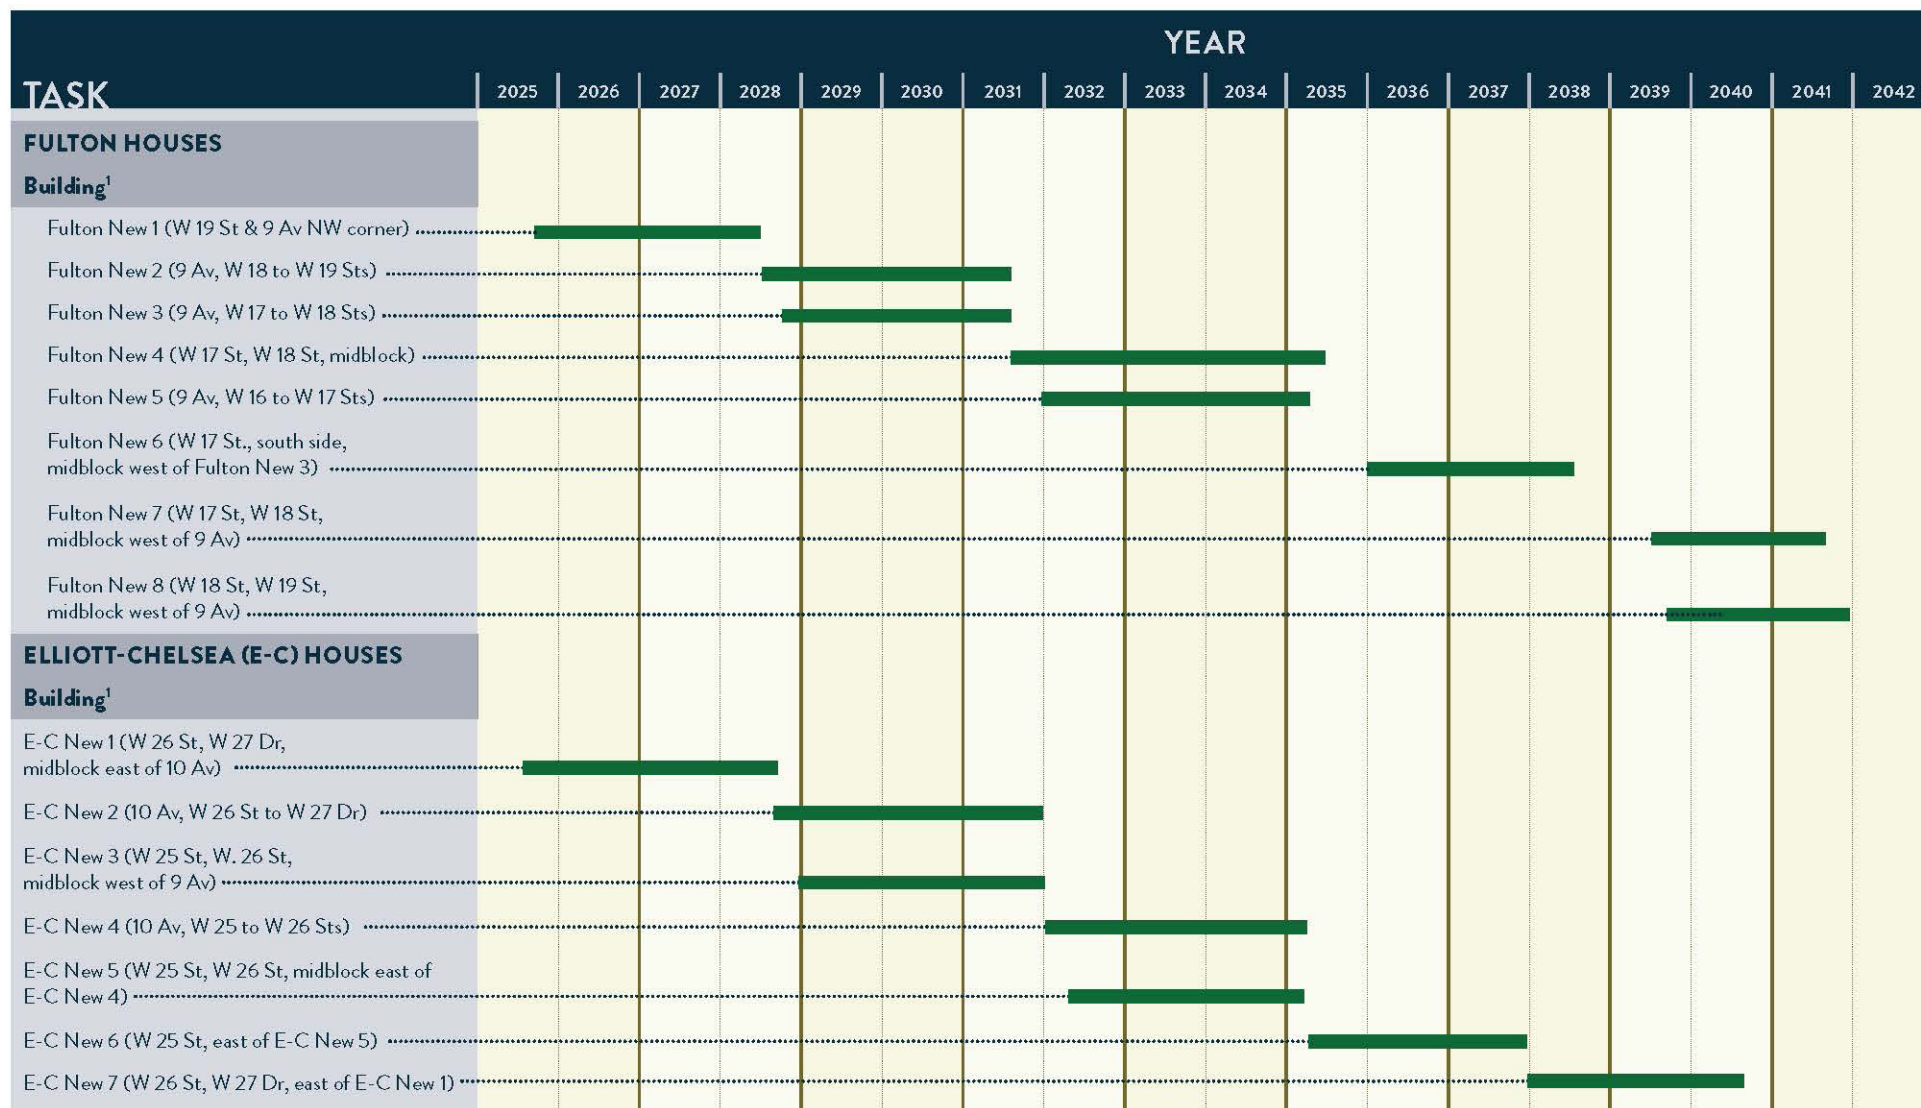 YEAR
TASK 2025 2026 2027 2028 2029 2030 2031 2032 2033 2034 2035 2036 2037 2038 2039 2040 2041 2042
FULTON HOUSES
Building¹
Fulton New 1 (W 19 St & 9 Av NW corner)
Fulton New 2 (9 Av, W 18 to W 19 Sts)
Fulton New 3 (9 Av, W 17 to W 18 Sts)
Fulton New 4 (W 17 St, W 18 St, midblock)
Fulton New 5 (9 Av, W 16 to W 17 Sts)
Fulton New 6 (W 17 St., south side,
midblock west of Fulton New 3)
Fulton New 7 (W 17 St, W 18 St,
midblock west of 9 Av)
Fulton New 8 (W 18 St, W 19 St,
midblock west of 9 Av)
ELLIOTT-CHELSEA (E-C) HOUSES
Building¹
E-C New 1 (W 26 St, W 27 Dr,
midblock east of 10 Av)
E-C New 2 (10 Av, W 26 St to W 27 Dr)
E-C New 3 (W 25 St, W. 26 St,
midblock west of 9 Av)
E-C New 4 (10 Av, W 25 to W 26 Sts)
E-C New 5 (W 25 St, W 26 St, midblock east of
E-C New 4)
E-C New 6 (W 25 St, east of E-C New 5)
E-C New 7 (W 26 St, W 27 Dr, east of E-C New 1)